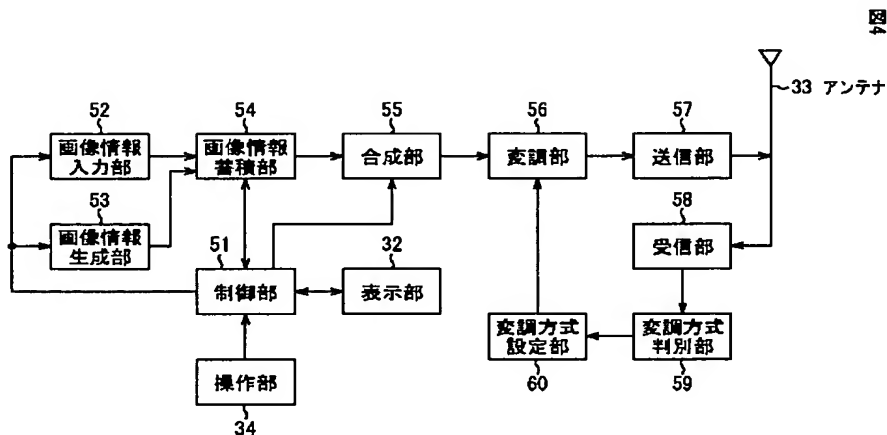 図4
33 アンテナ
52
画像情報
入力部
54
画像情報
蓄積部
55
合成部
56
変調部
57
送信部
53
画像情報
生成部
58
受信部
51
制御部
32
表示部
変調方式
設定部
60
変調方式
判別部
59
操作部
34